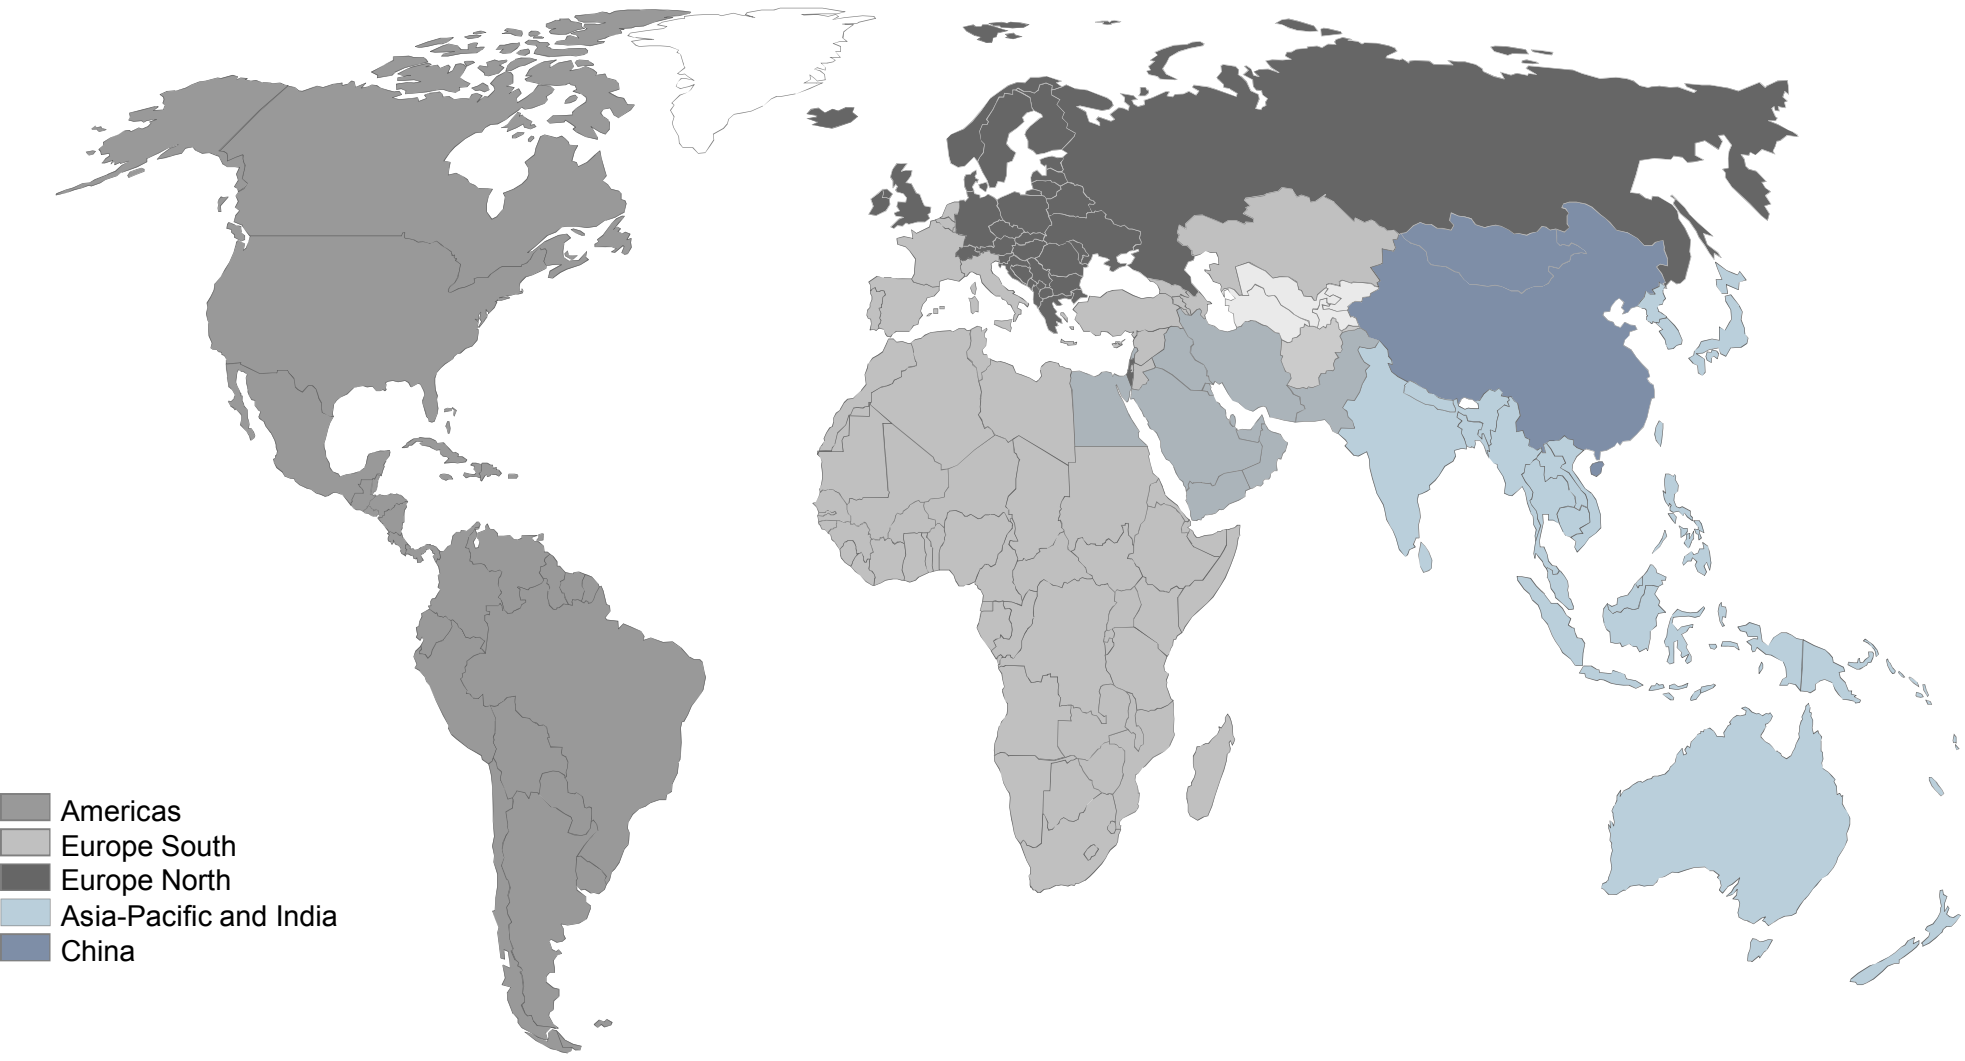 Americas
Europe South
Europe North
Asia-Pacific and India
China